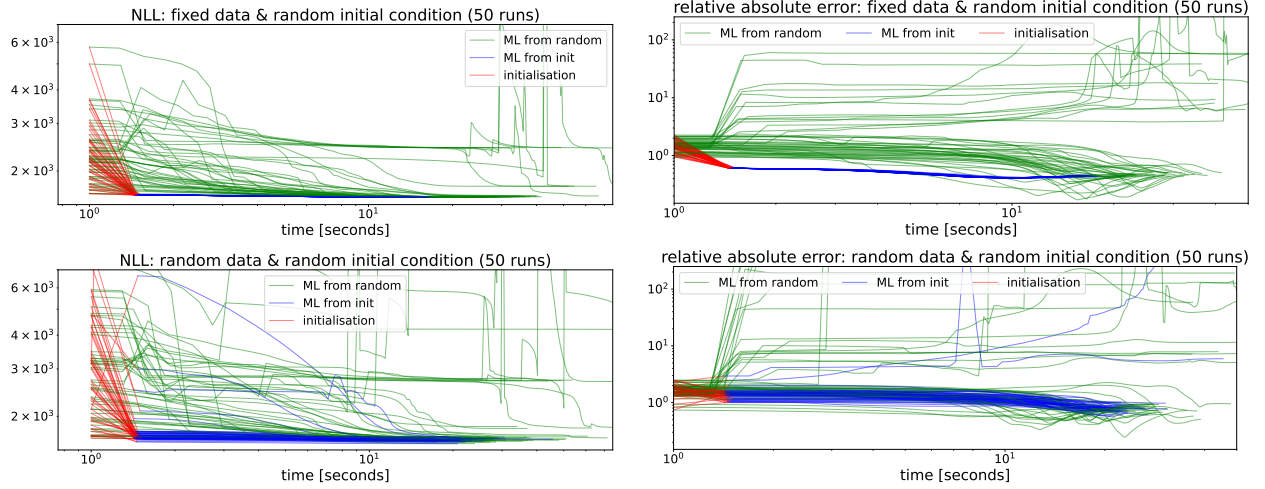 NLL: fixed data & random initial condition (50 runs)
6 × 10³
4 × 10³
3 × 10³
2 × 10³
ML from random
ML from init
initialisation
10⁰
10¹
time [seconds]
relative absolute error: fixed data & random initial condition (50 runs)
10²
10¹
10⁰
ML from random
ML from init
initialisation
10⁰
10¹
time [seconds]
NLL: random data & random initial condition (50 runs)
6 × 10³
4 × 10³
3 × 10³
2 × 10³
ML from random
ML from init
initialisation
10⁰
10¹
time [seconds]
relative absolute error: random data & random initial condition (50 runs)
10²
10¹
10⁰
ML from random
ML from init
initialisation
10⁰
10¹
time [seconds]